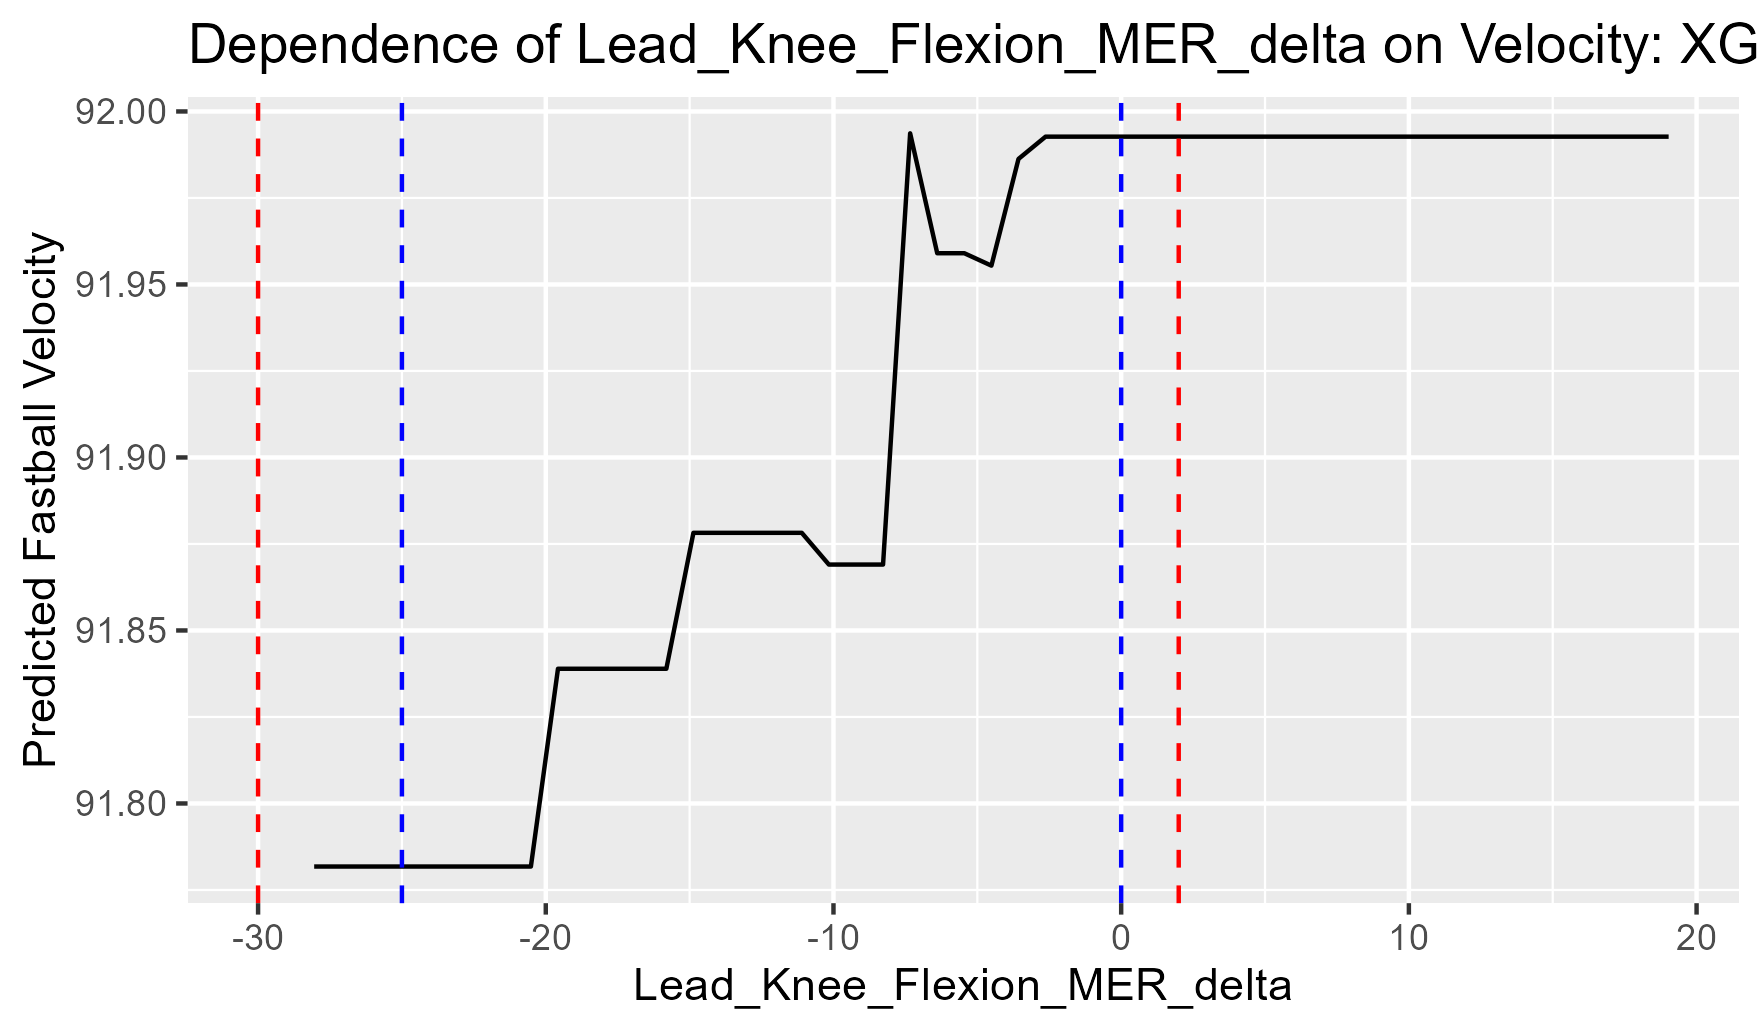 Dependence of Lead_Knee_Flexion_MER_delta on Velocity: XG
Predicted Fastball Velocity
92.00
91.95
91.90
91.85
91.80
-30 -20 -10 0 10 20
Lead_Knee_Flexion_MER_delta